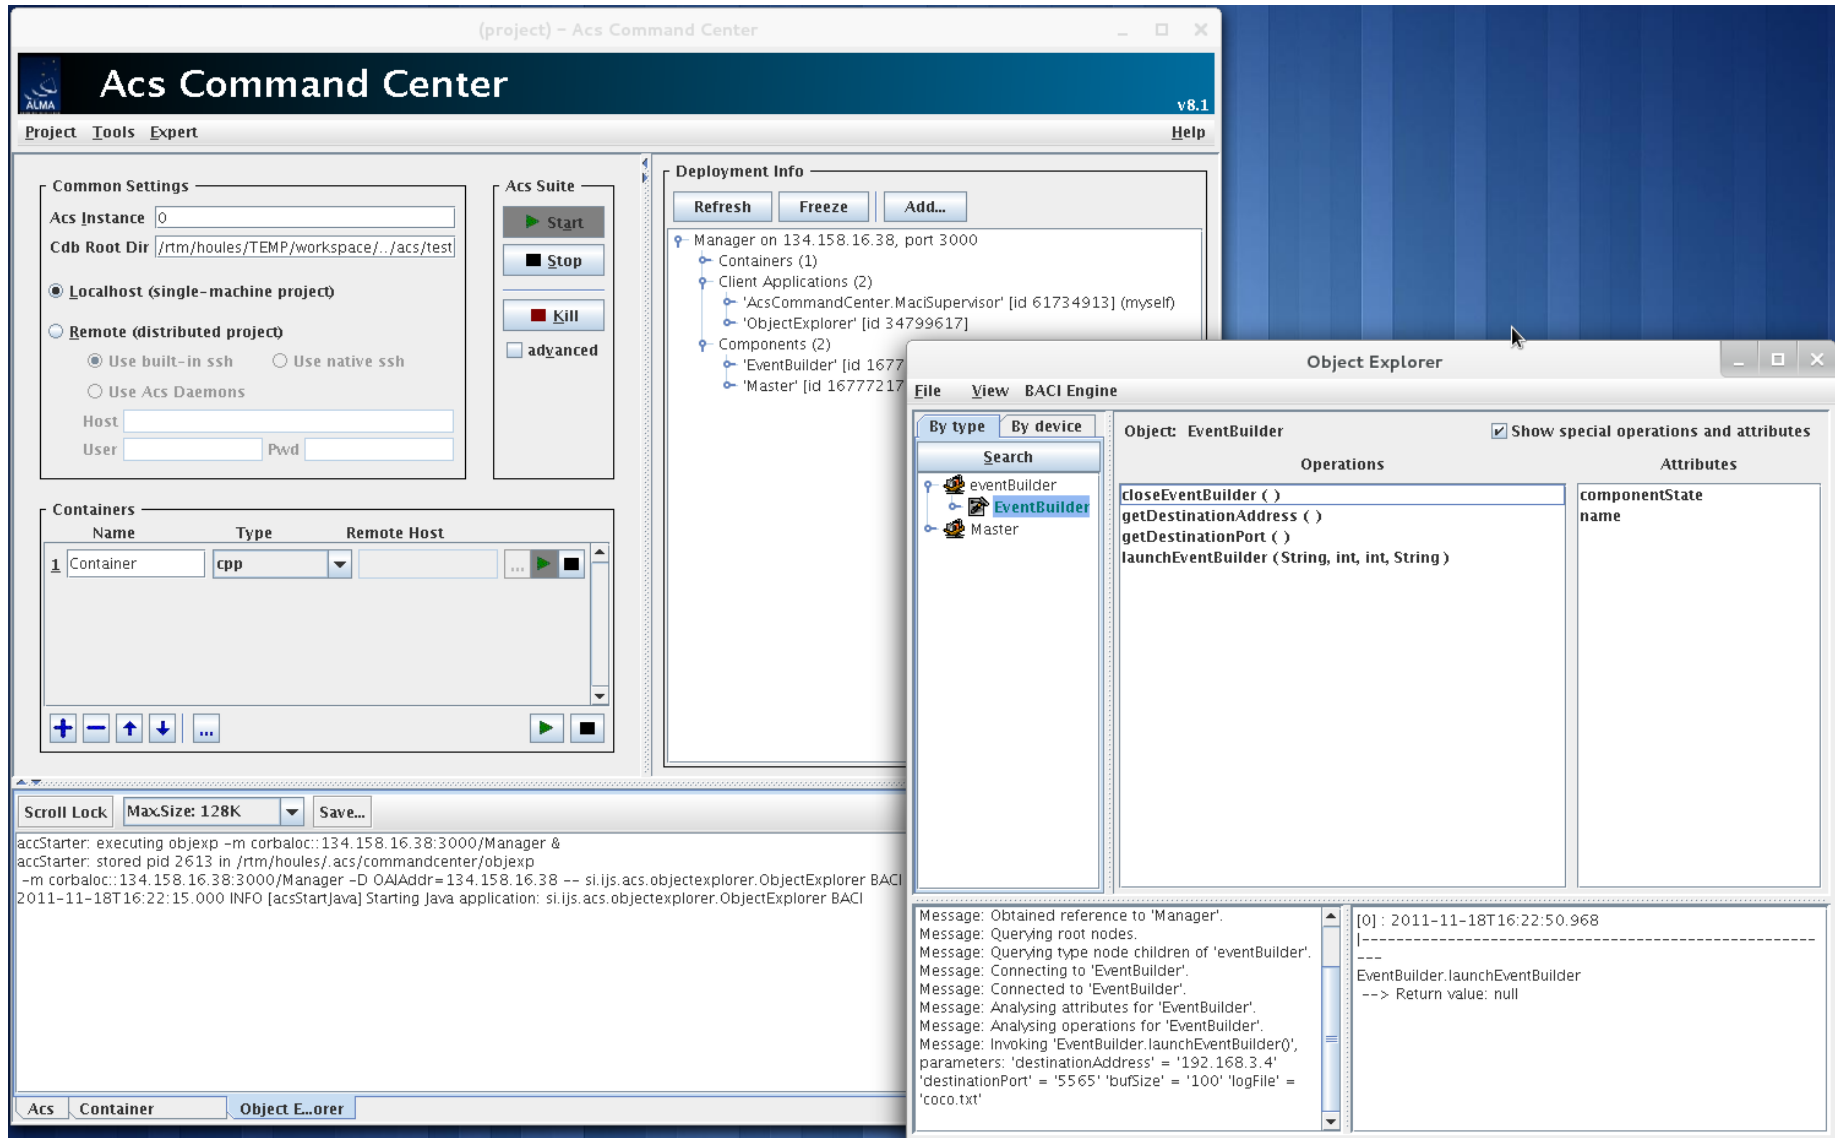 (project) - Acs Command Center
Acs Command Center
ALMA
v8.1
Project Tools Expert Help
Common Settings
Acs Instance 0
Cdb Root Dir /rtm/houles/TEMP/workspace/../acs/test
Localhost (single-machine project)
Remote (distributed project)
Use built-in ssh Use native ssh
Use Acs Daemons
Host
User Pwd
Acs Suite
Start
Stop
Kill
advanced
Containers
Name Type Remote Host
1 Container cpp ...
...
Deployment Info
Refresh Freeze Add...
Manager on 134.158.16.38, port 3000
Containers (1)
Client Applications (2)
'AcsCommandCenter.MaciSupervisor' [id 61734913] (myself)
'ObjectExplorer' [id 34799617]
Components (2)
'EventBuilder' [id 1677
'Master' [id 16777217
Scroll Lock Max.Size: 128K Save...
accStarter: executing objexp -m corbaloc::134.158.16.38:3000/Manager &
accStarter: stored pid 2613 in /rtm/houles/.acs/commandcenter/objexp
-m corbaloc::134.158.16.38:3000/Manager -D OAIAddr=134.158.16.38 -- si.ijs.acs.objectexplorer.ObjectExplorer BACI
2011-11-18T16:22:15.000 INFO [acsStartJava] Starting Java application: si.ijs.acs.objectexplorer.ObjectExplorer BACI
Acs Container Object E...orer
Object Explorer
File View BACI Engine
By type By device
Search
eventBuilder
EventBuilder
Master
Object: EventBuilder Show special operations and attributes
Operations Attributes
closeEventBuilder ( )
getDestinationAddress ( )
getDestinationPort ( )
launchEventBuilder ( String, int, int, String )
componentState
name
Message: Obtained reference to 'Manager'.
Message: Querying root nodes.
Message: Querying type node children of 'eventBuilder'.
Message: Connecting to 'EventBuilder'.
Message: Connected to 'EventBuilder'.
Message: Analysing attributes for 'EventBuilder'.
Message: Analysing operations for 'EventBuilder'.
Message: Invoking 'EventBuilder.launchEventBuilder()',
parameters: 'destinationAddress' = '192.168.3.4'
'destinationPort' = '5565' 'bufSize' = '100' 'logFile' =
'coco.txt'
[0] : 2011-11-18T16:22:50.968
|-----------------------------------------------------
---
EventBuilder.launchEventBuilder
--> Return value: null